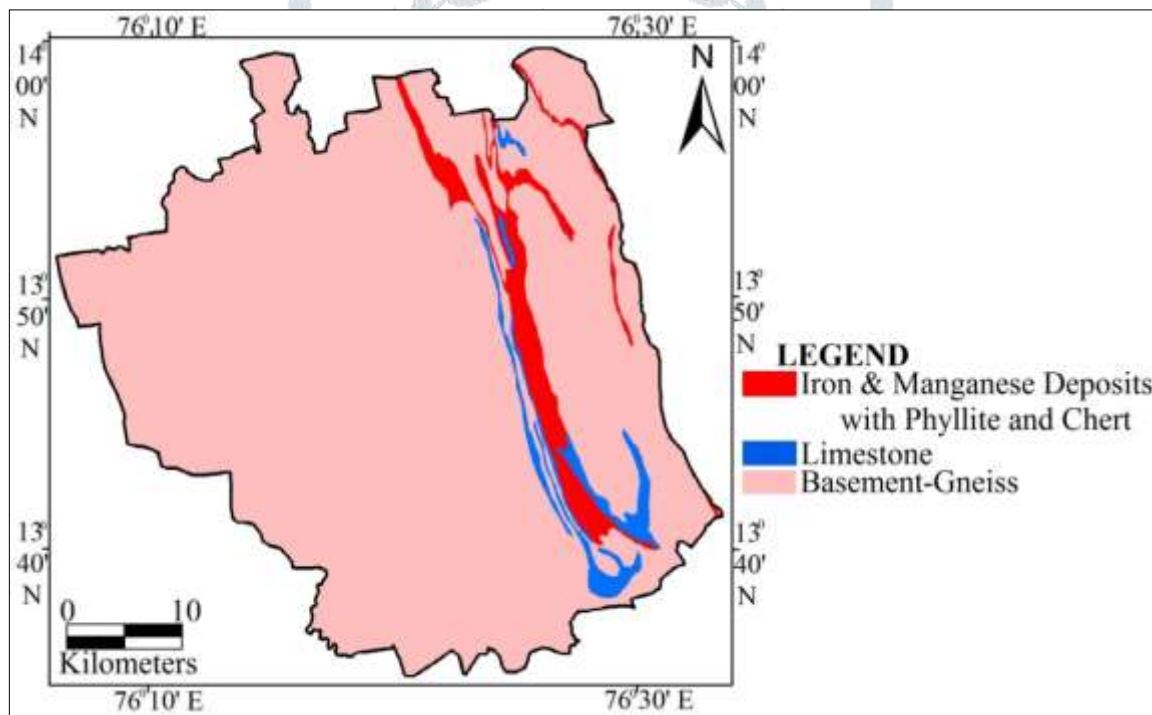 76°10' E
76°30' E
14°
00'
N
14°
00'
N
N
13°
50'
N
13°
50'
N
LEGEND
Iron & Manganese Deposits
with Phyllite and Chert
Limestone
Basement-Gneiss
13°
40'
N
13°
40'
N
0 10
Kilometers
76°10' E
76°30' E